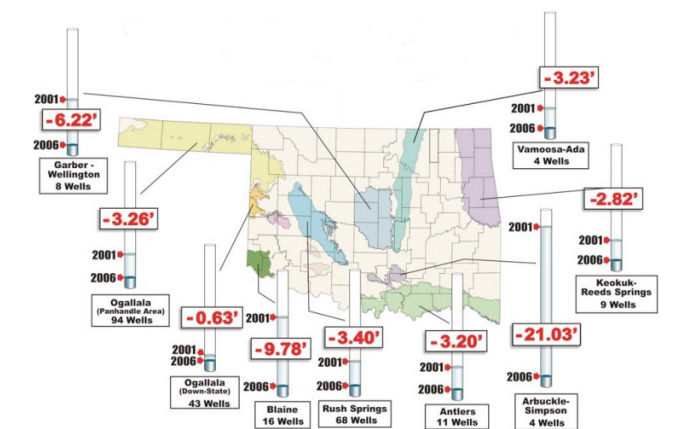 2001
-6.22'
2006
Garber -
Wellington
8 Wells
-3.23'
2001
2006
Vamoosa-Ada
4 Wells
-3.26'
2001
2006
Ogallala
(Panhandle Area)
94 Wells
-2.82'
2001
2006
Keokuk-
Reeds Springs
9 Wells
-0.63'
2001
2006
Ogallala
(Down-State)
43 Wells
2001
-9.78'
2006
Blaine
16 Wells
-3.40'
2001
2006
Rush Springs
68 Wells
-3.20'
2001
2006
Antlers
11 Wells
2001
-21.03'
2006
Arbuckle-
Simpson
4 Wells